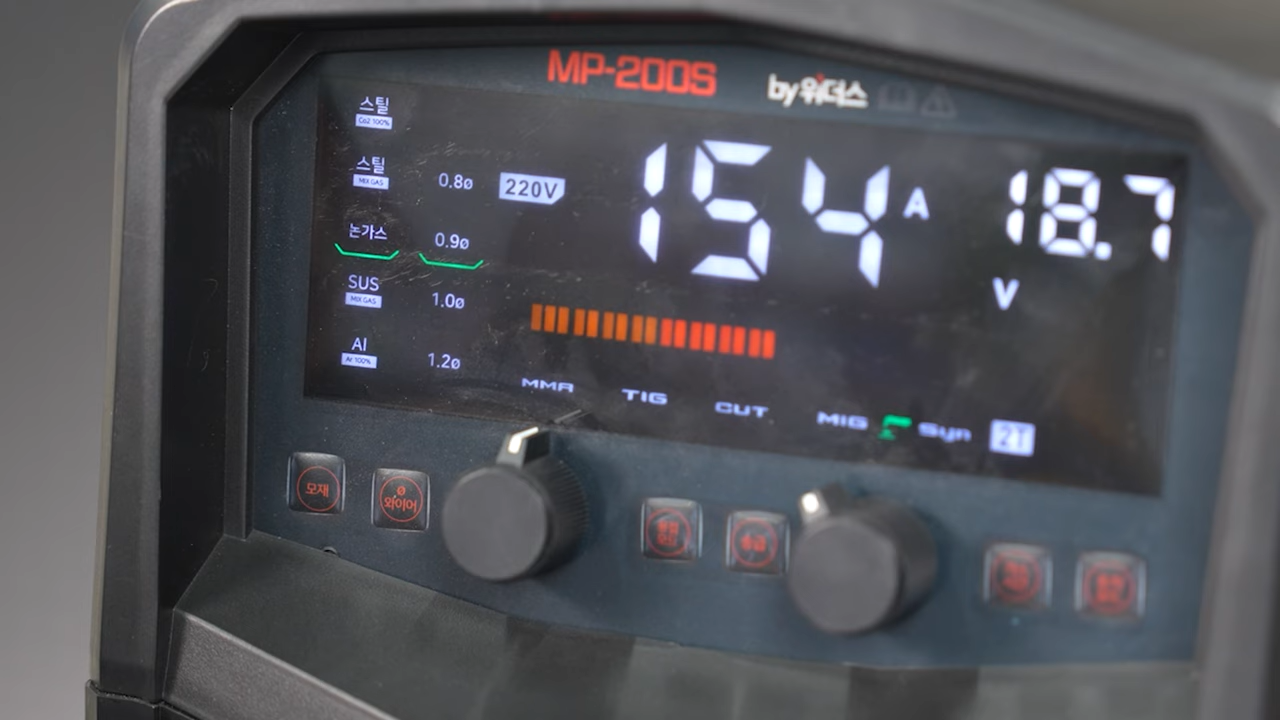 MP-200S by위더스
스틸
Co2 100%
스틸
MIX GAS
0.8ø
220V
154 A
18.7
V
논가스
0.9ø
SUS
MIX GAS
1.0ø
Al
Ar 100%
1.2ø
MMA TIG CUT MIG Syn 2T
모재
ø
와이어
송급